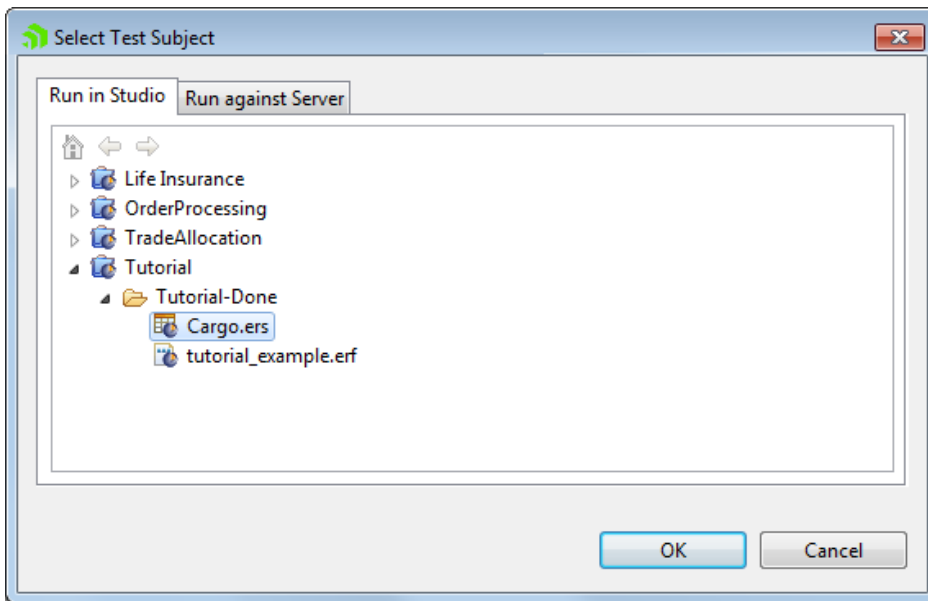 Select Test Subject
Run in Studio Run against Server
Life Insurance
OrderProcessing
TradeAllocation
Tutorial
Tutorial-Done
Cargo.ers
tutorial_example.erf
OK Cancel